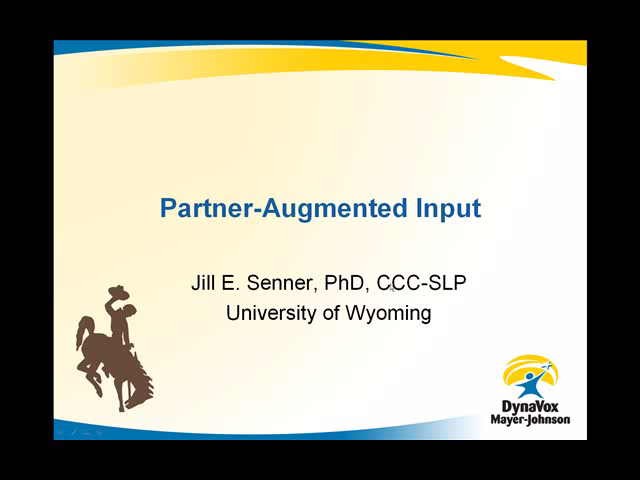 Partner-Augmented Input
Jill E. Senner, PhD, CCC-SLP
University of Wyoming
DynaVox
Mayer-Johnson